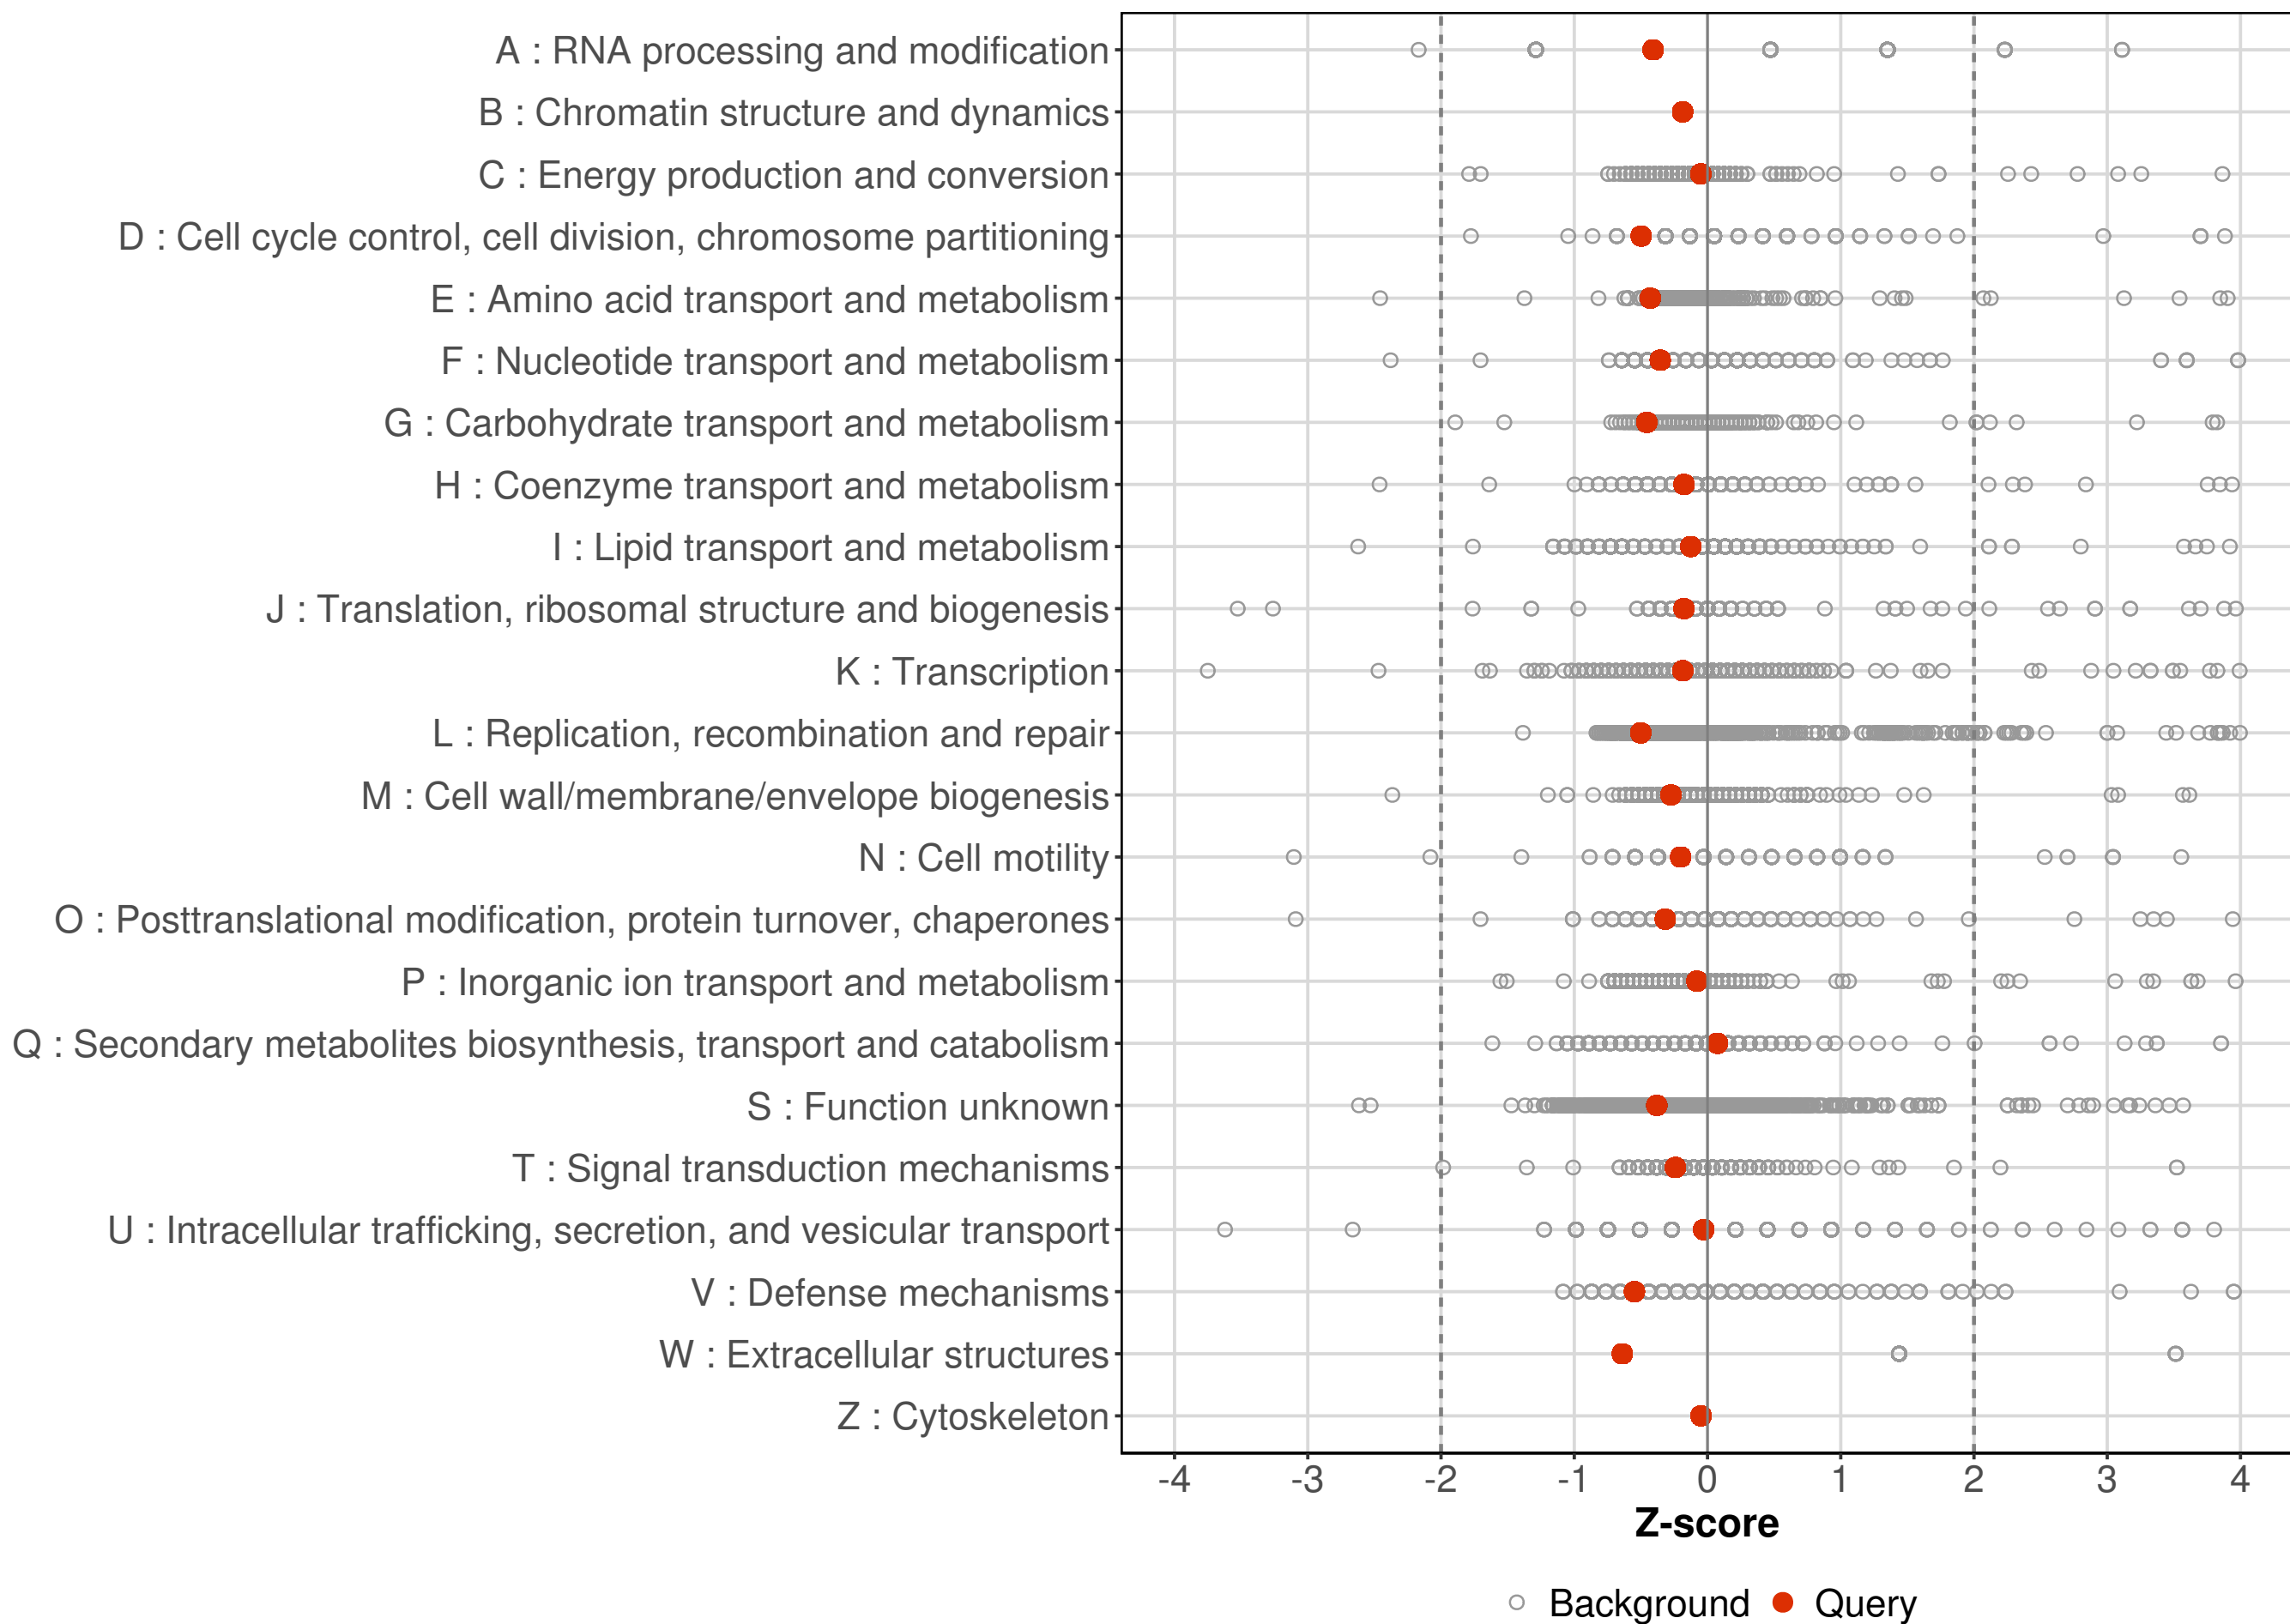 A : RNA processing and modification
B : Chromatin structure and dynamics
C : Energy production and conversion
D : Cell cycle control, cell division, chromosome partitioning
E : Amino acid transport and metabolism
F : Nucleotide transport and metabolism
G : Carbohydrate transport and metabolism
H : Coenzyme transport and metabolism
I : Lipid transport and metabolism
J : Translation, ribosomal structure and biogenesis
K : Transcription
L : Replication, recombination and repair
M : Cell wall/membrane/envelope biogenesis
N : Cell motility
O : Posttranslational modification, protein turnover, chaperones
P : Inorganic ion transport and metabolism
Q : Secondary metabolites biosynthesis, transport and catabolism
S : Function unknown
T : Signal transduction mechanisms
U : Intracellular trafficking, secretion, and vesicular transport
V : Defense mechanisms
W : Extracellular structures
Z : Cytoskeleton
-4 -3 -2 -1 0 1 2 3 4
Z-score
Background Query